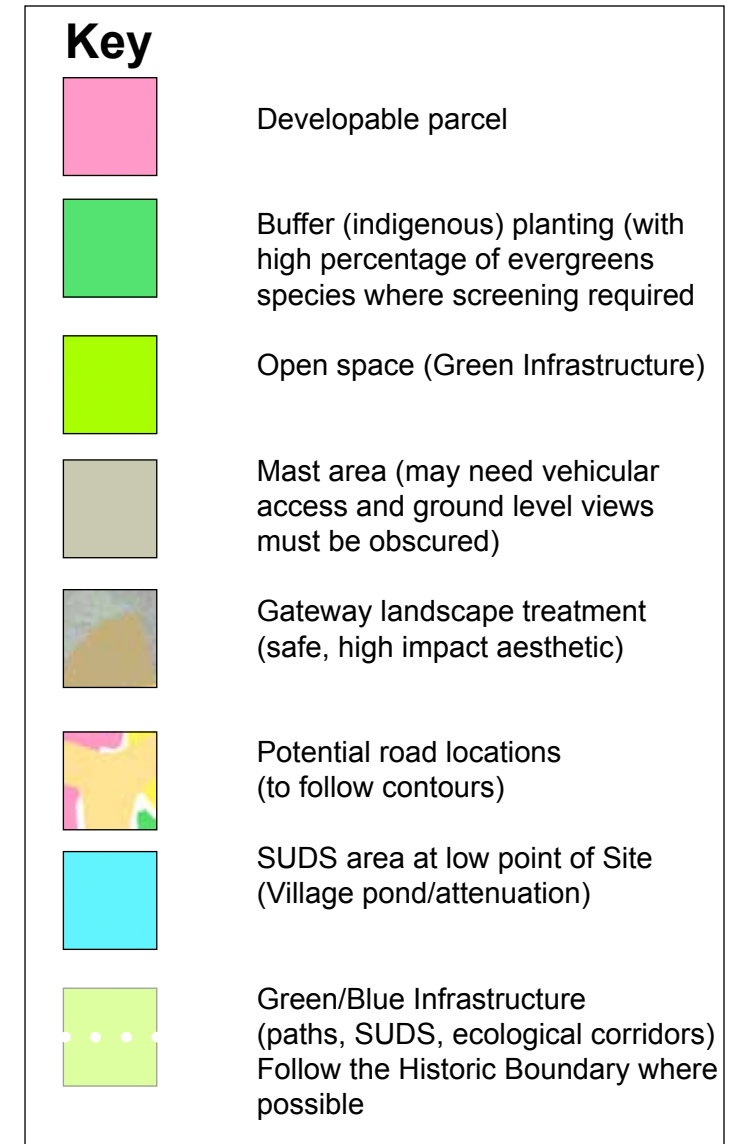 Key
Developable parcel
Buffer (indigenous) planting (with
high percentage of evergreens
species where screening required
Open space (Green Infrastructure)
Mast area (may need vehicular
access and ground level views
must be obscured)
Gateway landscape treatment
(safe, high impact aesthetic)
Potential road locations
(to follow contours)
SUDS area at low point of Site
(Village pond/attenuation)
Green/Blue Infrastructure
(paths, SUDS, ecological corridors)
Follow the Historic Boundary where
possible